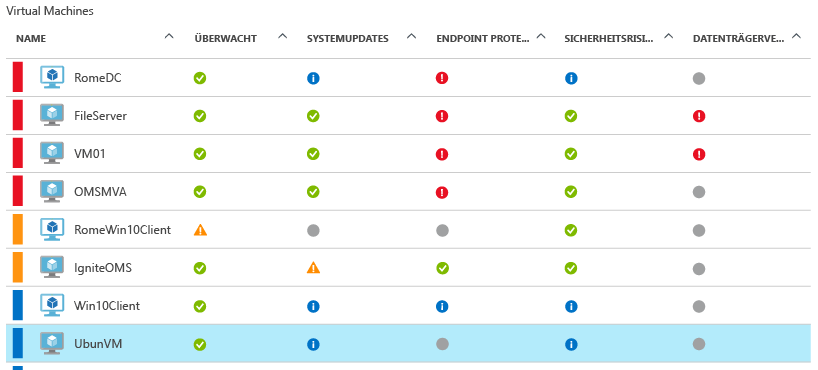 Virtual Machines
NAME ÜBERWACHT SYSTEMUPDATES ENDPOINT PROTE... SICHERHEITSRISI... DATENTRÄGERVE...
RomeDC
FileServer
VM01
OMSMVA
RomeWin10Client
IgniteOMS
Win10Client
UbunVM